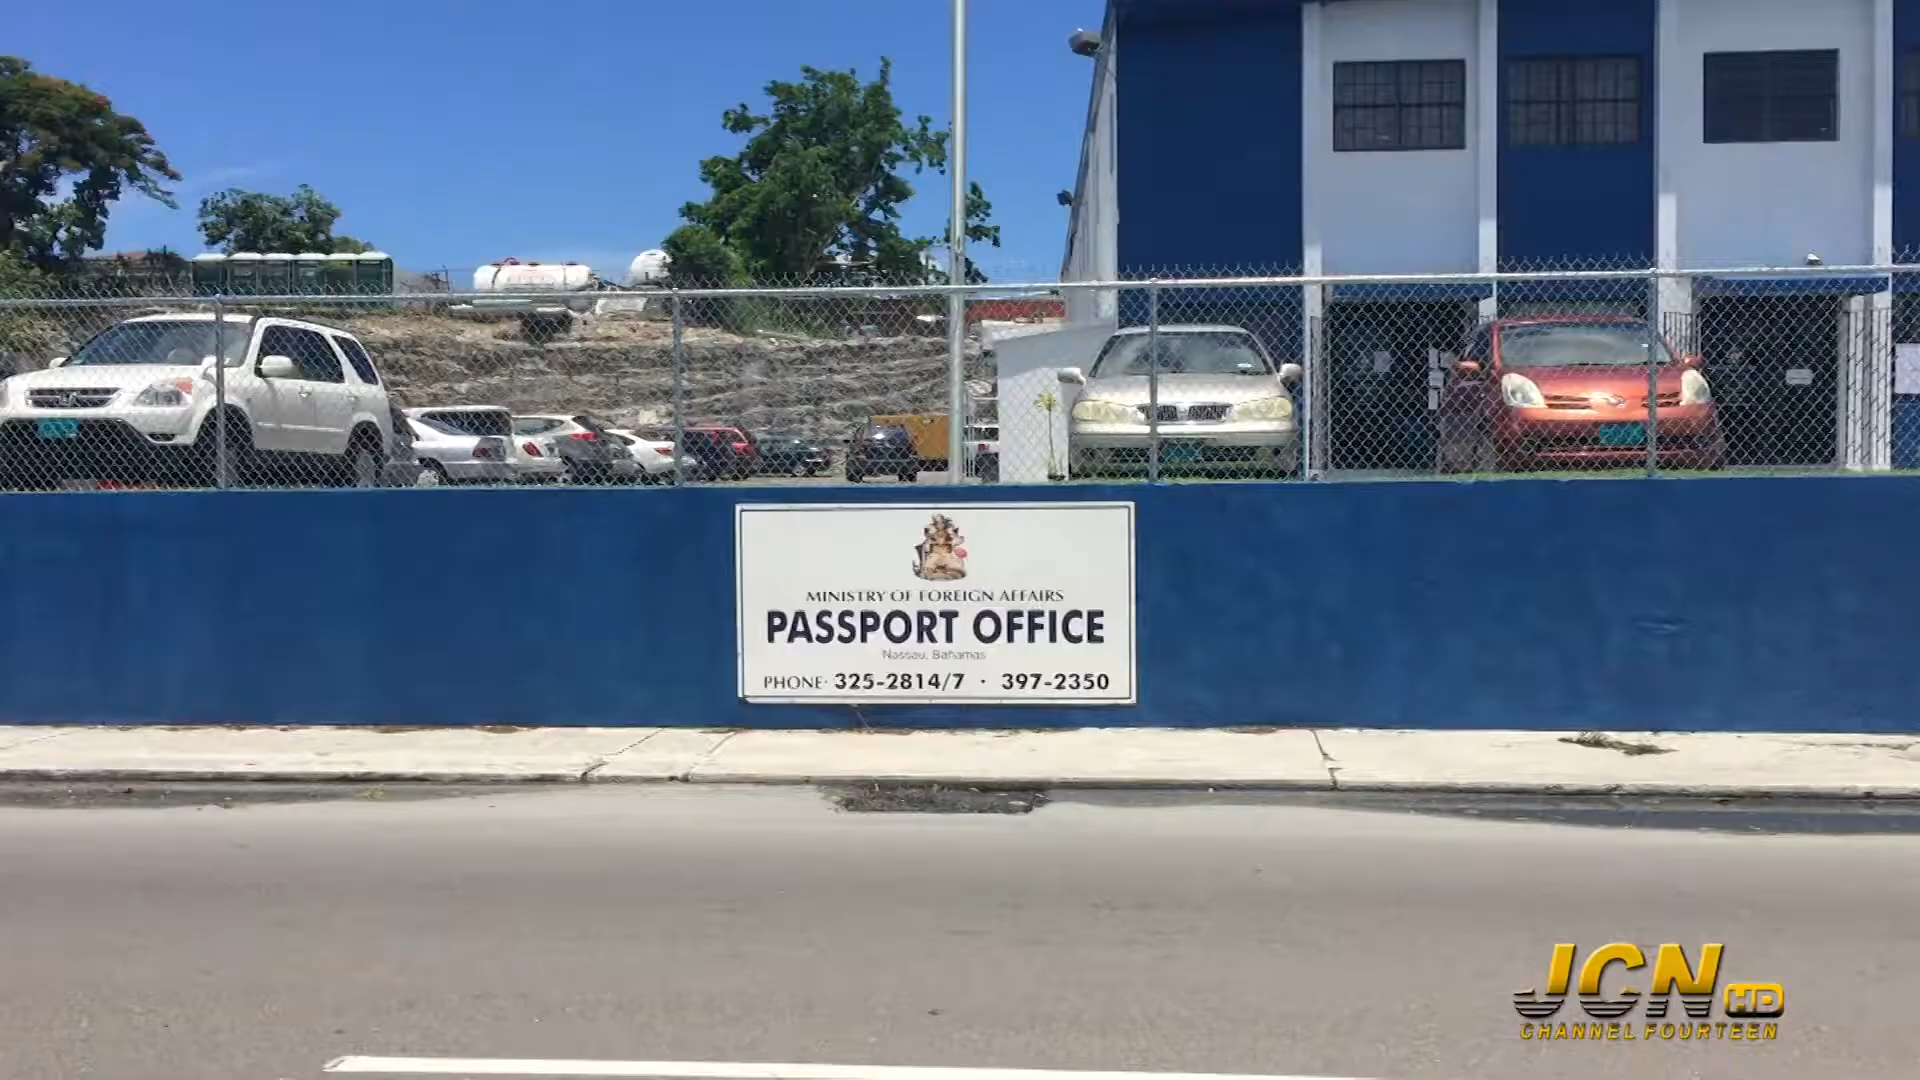 MINISTRY OF FOREIGN AFFAIRS
PASSPORT OFFICE
Nassau, Bahamas
PHONE: 325-2814/7 · 397-2350
JCN HD
CHANNEL FOURTEEN